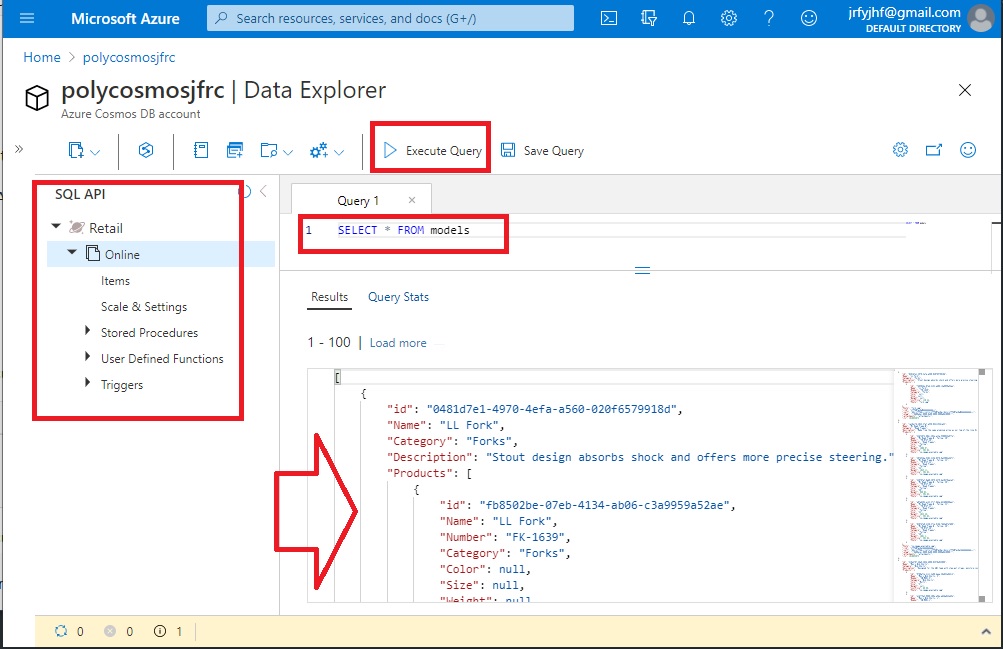 Microsoft Azure
Search resources, services, and docs (G+/)
jrfyjhf@gmail.com
DEFAULT DIRECTORY
Home > polycosmosjfrc
polycosmosjfrc | Data Explorer
Azure Cosmos DB account
Execute Query
Save Query
SQL API
Query 1
1 SELECT * FROM models
Retail
Online
Items
Scale & Settings
Stored Procedures
User Defined Functions
Triggers
Results Query Stats
1 - 100 | Load more
[
{
"id": "0481d7e1-4970-4efa-a560-020f6579918d",
"Name": "LL Fork",
"Category": "Forks",
"Description": "Stout design absorbs shock and offers more precise steering."
"Products": [
{
"id": "fb8502be-07eb-4134-ab06-c3a9959a52ae",
"Name": "LL Fork",
"Number": "FK-1639",
"Category": "Forks",
"Color": null,
"Size": null,
"Weight": null
0 0 1